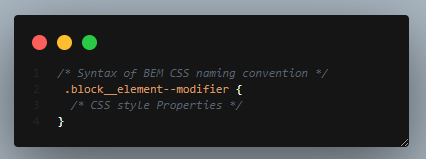 1 /* Syntax of BEM CSS naming convention */
2 .block__element--modifier {
3 /* CSS style Properties */
4 }